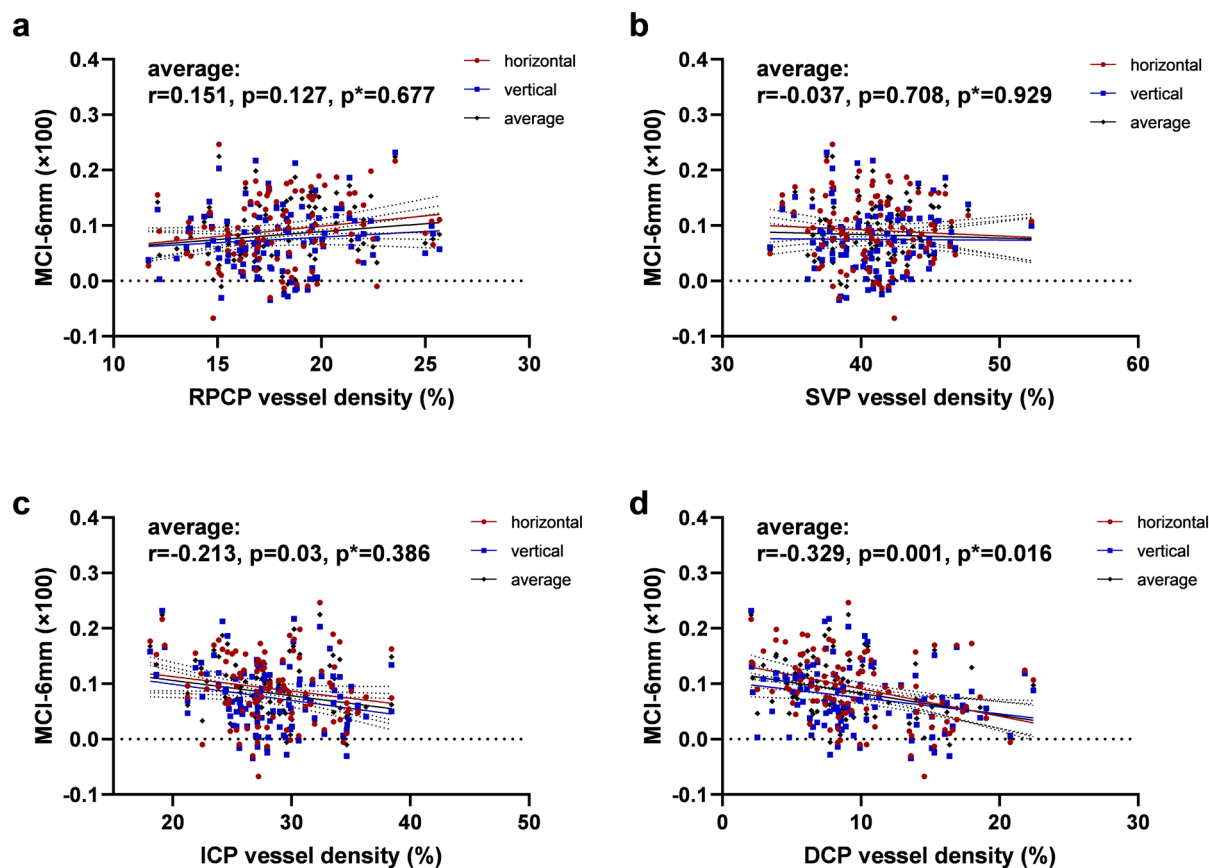 a
average:
r=0.151, p=0.127, p*=0.677
horizontal
vertical
average
MCI-6mm (×100)
0.4
0.3
0.2
0.1
0.0
-0.1
10
15
20
25
30
RPCP vessel density (%)
b
average:
r=-0.037, p=0.708, p*=0.929
horizontal
vertical
average
MCI-6mm (×100)
0.4
0.3
0.2
0.1
0.0
-0.1
30
40
50
60
SVP vessel density (%)
c
average:
r=-0.213, p=0.03, p*=0.386
horizontal
vertical
average
MCI-6mm (×100)
0.4
0.3
0.2
0.1
0.0
-0.1
20
30
40
50
ICP vessel density (%)
d
average:
r=-0.329, p=0.001, p*=0.016
horizontal
vertical
average
MCI-6mm (×100)
0.4
0.3
0.2
0.1
0.0
-0.1
0
10
20
30
DCP vessel density (%)